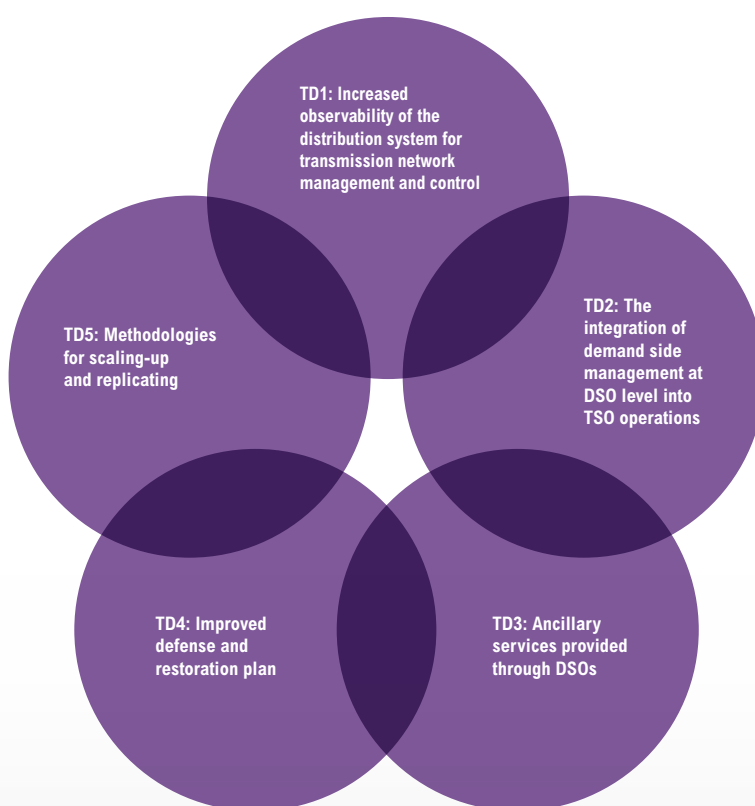 TD1: Increased
observability of the
distribution system for
transmission network
management and control
TD2: The
integration of
demand side
management at
DSO level into
TSO operations
TD5: Methodologies
for scaling-up
and replicating
TD4: Improved
defense and
restoration plan
TD3: Ancillary
services provided
through DSOs